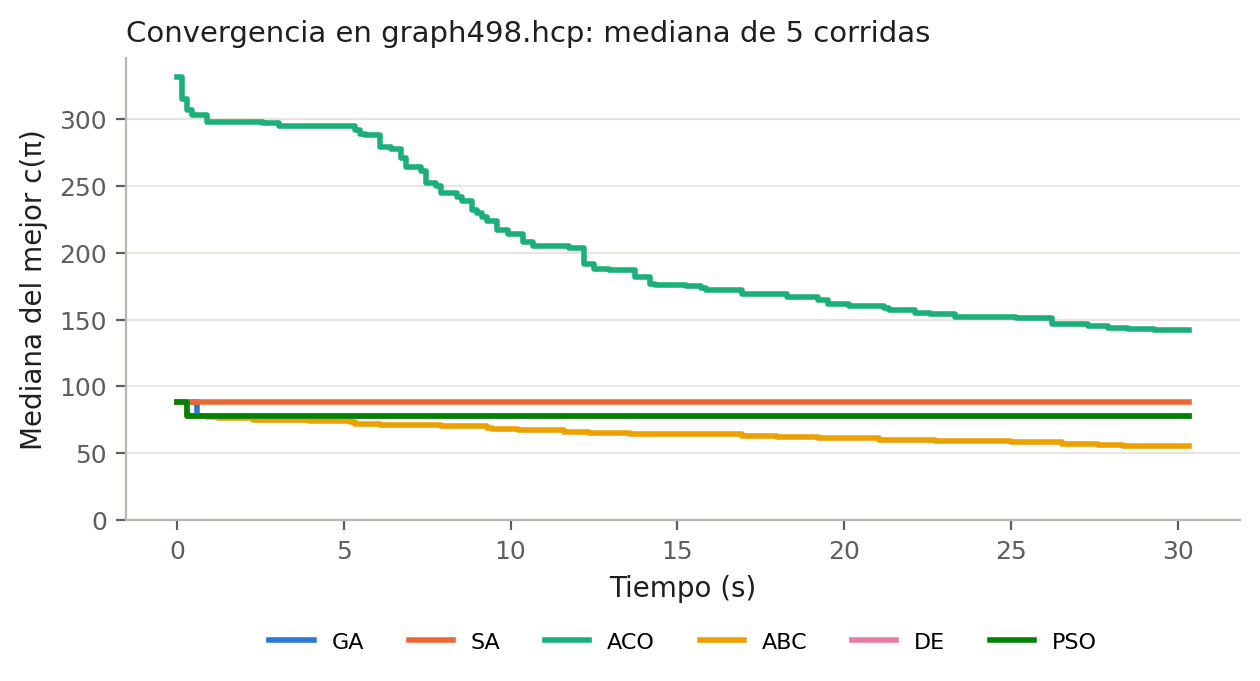 Convergencia en graph498.hcp: mediana de 5 corridas
Mediana del mejor c(π)
300
250
200
150
100
50
0
0 5 10 15 20 25 30
Tiempo (s)
GA SA ACO ABC DE PSO